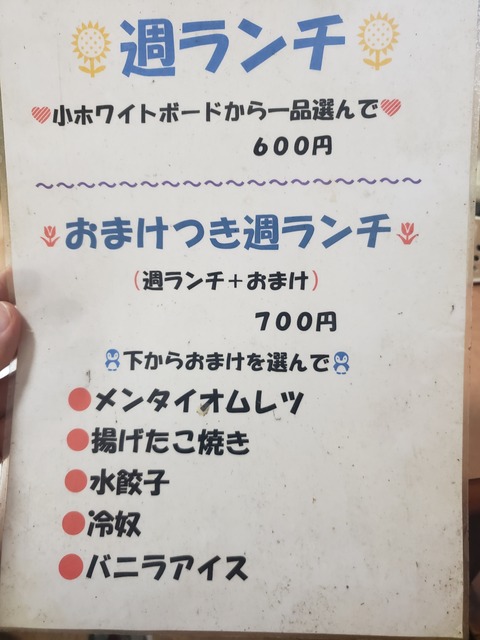 週ランチ
小ホワイトボードから一品選んで
600円
おまけつき週ランチ
(週ランチ＋おまけ)
700円
下からおまけを選んで
●メンタイオムレツ
●揚げたこ焼き
●水餃子
●冷奴
●バニラアイス